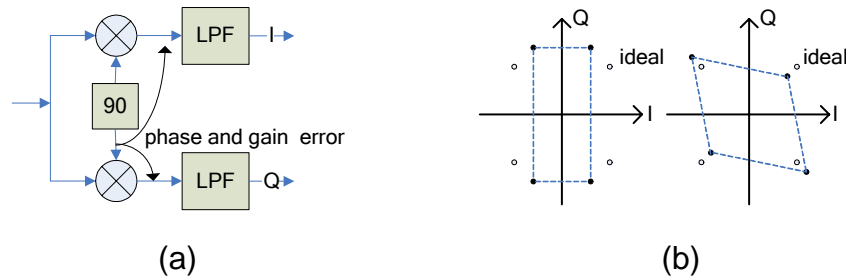 LPF
I
90
phase and gain error
LPF
Q
(a)
Q
ideal
I
Q
ideal
I
(b)